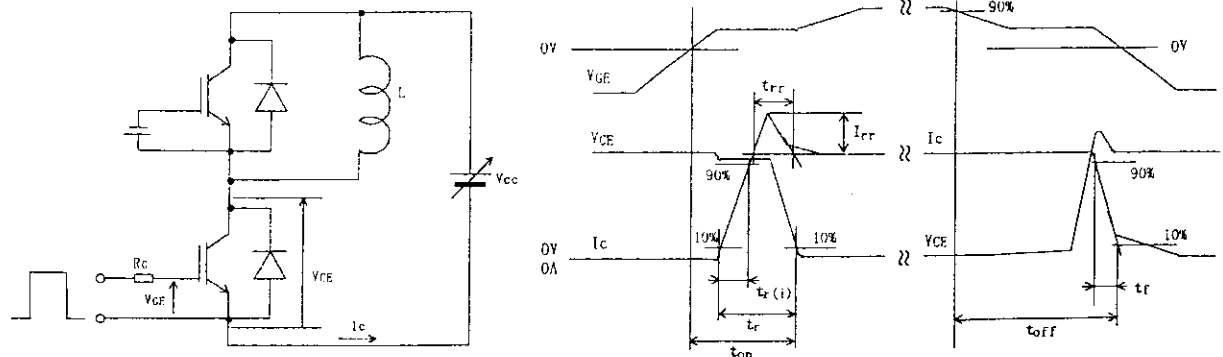 L
Vcc
RG
VGE
VCE
Ic
0V
VGE
VCE
0V
0A
Ic
trr
Irr
90%
10%
10%
tr(i)
tr
ton
90%
0V
Ic
90%
VCE
10%
tf
toff